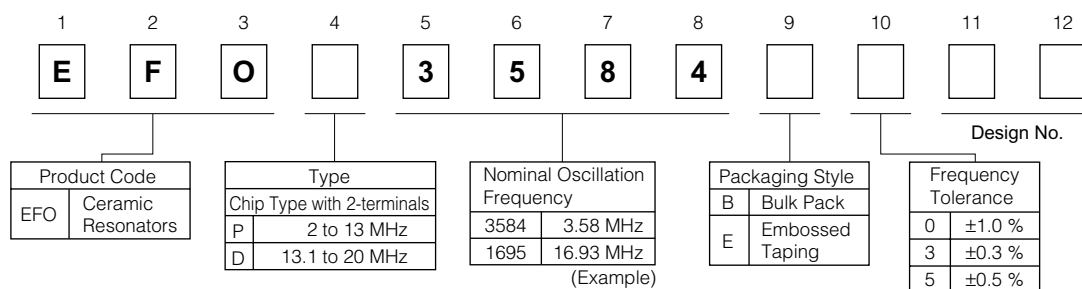 1 2 3 4 5 6 7 8 9 10 11 12
E F O 3 5 8 4
Design No.
Product Code
EFO Ceramic Resonators
Type
Chip Type with 2-terminals
P 2 to 13 MHz
D 13.1 to 20 MHz
Nominal Oscillation
Frequency
3584 3.58 MHz
1695 16.93 MHz
(Example)
Packaging Style
B Bulk Pack
E Embossed Taping
Frequency
Tolerance
0 ±1.0 %
3 ±0.3 %
5 ±0.5 %